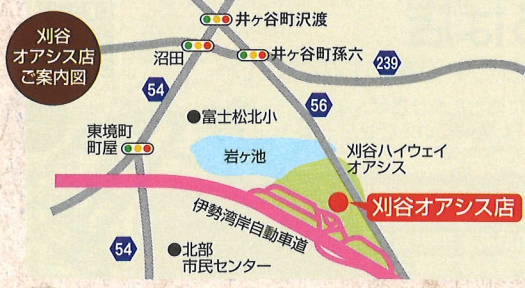 刈谷
オアシス店
ご案内図
井ヶ谷町沢渡
沼田
井ヶ谷町孫六
239
54
56
富士松北小
東境町
町屋
岩ヶ池
刈谷ハイウェイ
オアシス
刈谷オアシス店
伊勢湾岸自動車道
54
北部
市民センター